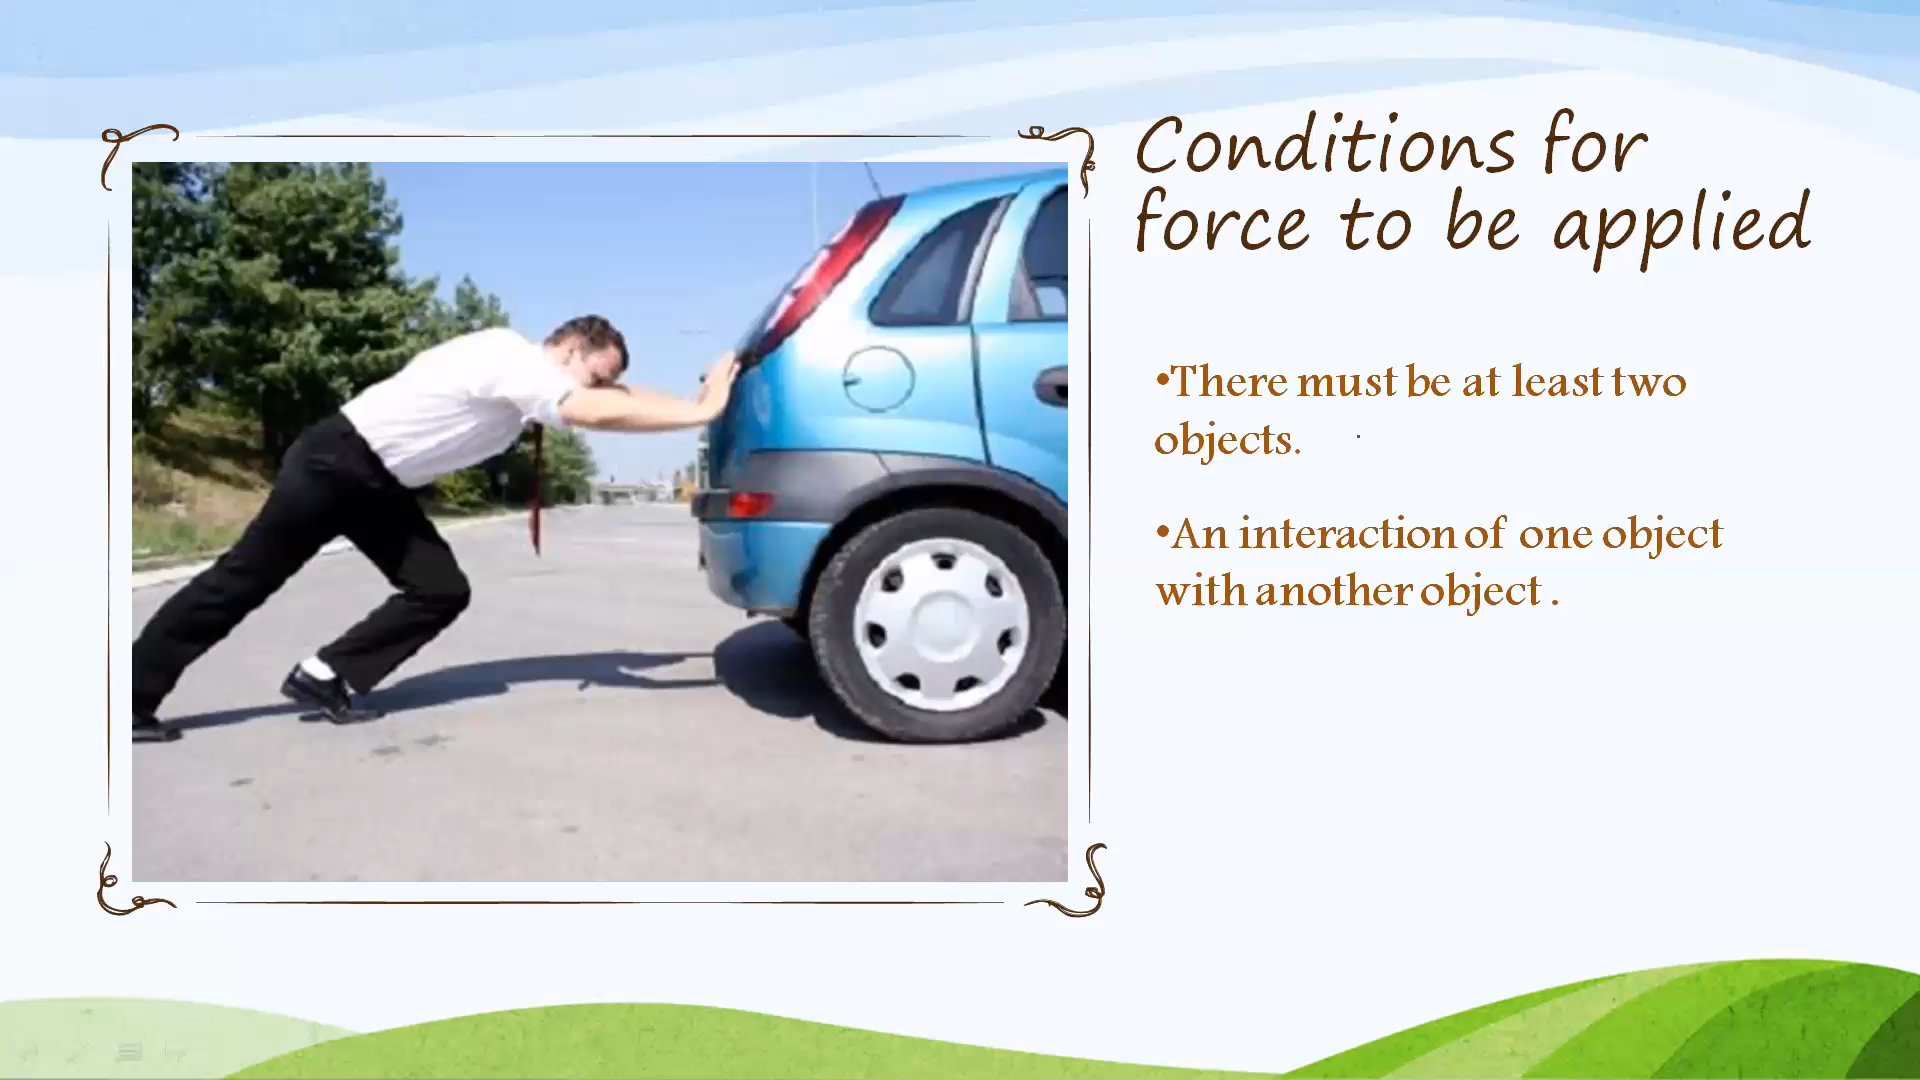 Conditions for
force to be applied
•There must be at least two
objects.
•An interaction of one object
with another object .